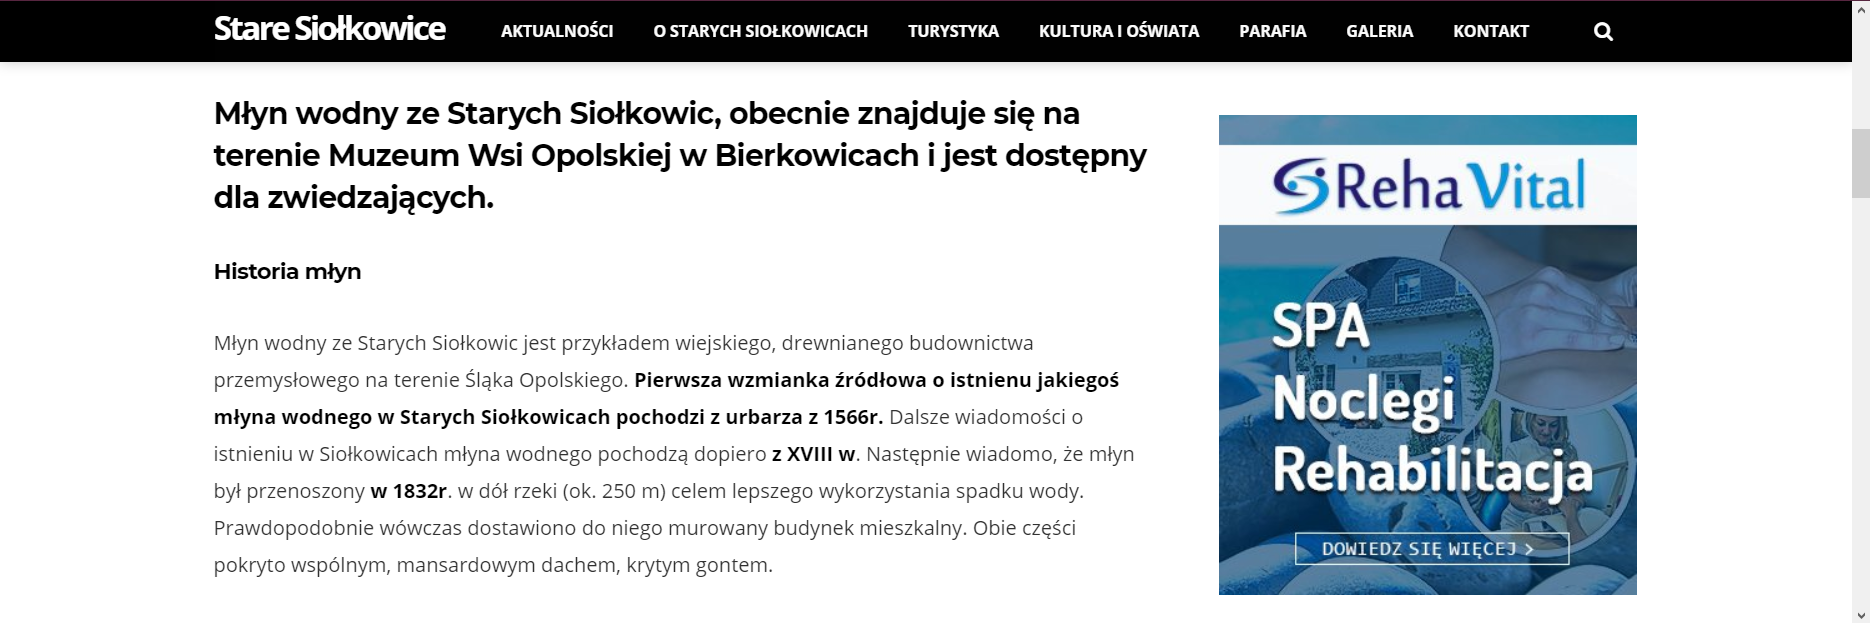 Stare Siołkowice
AKTUALNOŚCI
O STARYCH SIOŁKOWICACH
TURYSTYKA
KULTURA I OŚWIATA
PARAFIA
GALERIA
KONTAKT
Młyn wodny ze Starych Siołkowic, obecnie znajduje się na
terenie Muzeum Wsi Opolskiej w Bierkowicach i jest dostępny
dla zwiedzających.
Historia młyn
Młyn wodny ze Starych Siołkowic jest przykładem wiejskiego, drewnianego budownictwa
przemysłowego na terenie Śląka Opolskiego. Pierwsza wzmianka źródłowa o istnienu jakiegoś
młyna wodnego w Starych Siołkowicach pochodzi z urbarza z 1566r. Dalsze wiadomości o
istnieniu w Siołkowicach młyna wodnego pochodzą dopiero z XVIII w. Następnie wiadomo, że młyn
był przenoszony w 1832r. w dół rzeki (ok. 250 m) celem lepszego wykorzystania spadku wody.
Prawdopodobnie wówczas dostawiono do niego murowany budynek mieszkalny. Obie części
pokryto wspólnym, mansardowym dachem, krytym gontem.
Reha Vital
SPA
Noclegi
Rehabilitacja
DOWIEDZ SIĘ WIĘCEJ >